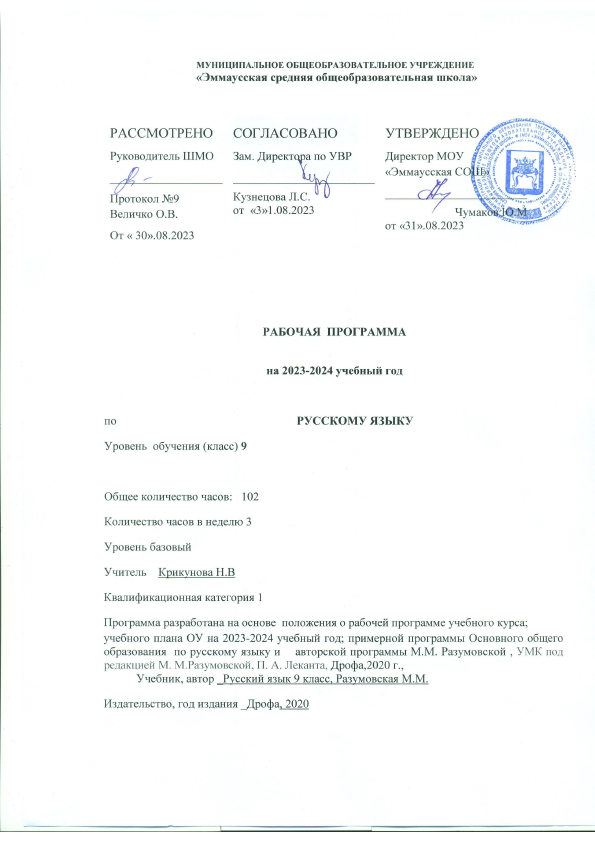 МУНИЦИПАЛЬНОЕ ОБЩЕОБРАЗОВАТЕЛЬНОЕ УЧРЕЖДЕНИЕ
«Эммаусская средняя общеобразовательная школа»
РАССМОТРЕНО
Руководитель ШМО
Протокол №9
Величко О.В.
От « 30».08.2023
СОГЛАСОВАНО
Зам. Директора по УВР
Кузнецова Л.С.
от «3»1.08.2023
УТВЕРЖДЕНО
Директор МОУ
«Эммаусская СОШ»
Чумаков Ю.М
от «31».08.2023
РАБОЧАЯ ПРОГРАММА
на 2023-2024 учебный год
по РУССКОМУ ЯЗЫКУ
Уровень обучения (класс) 9
Общее количество часов: 102
Количество часов в неделю 3
Уровень базовый
Учитель Крикунова Н.В
Квалификационная категория 1
Программа разработана на основе положения о рабочей программе учебного курса;
учебного плана ОУ на 2023-2024 учебный год; примерной программы Основного общего
образования по русскому языку и авторской программы М.М. Разумовской , УМК под
редакцией М. М.Разумовской, П. А. Леканта, Дрофа,2020 г.,
Учебник, автор _Русский язык 9 класс, Разумовская М.М.
Издательство, год издания _Дрофа, 2020